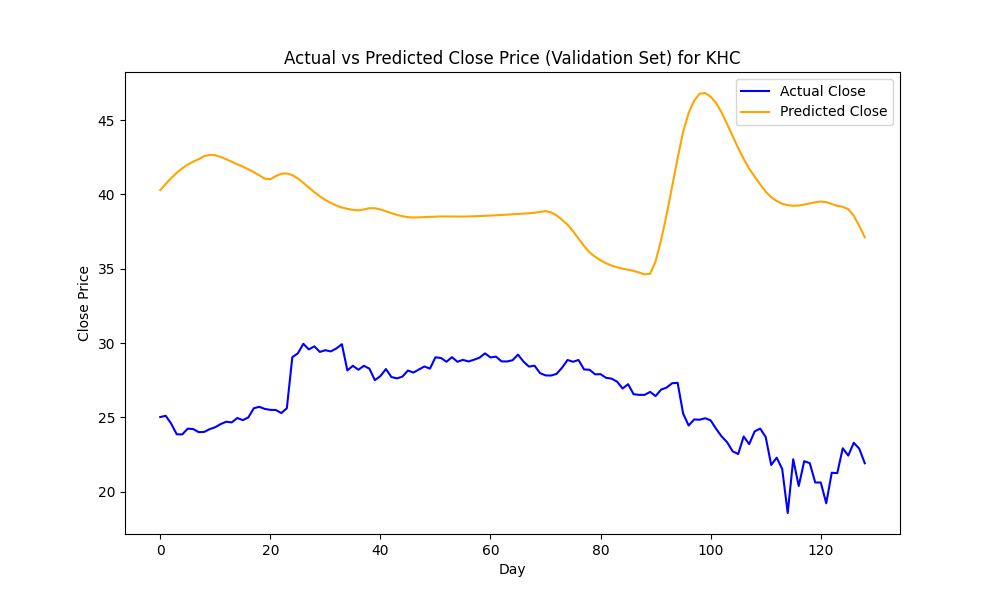 Actual vs Predicted Close Price (Validation Set) for KHC
Actual Close
Predicted Close
Close Price
45
40
35
30
25
20
0 20 40 60 80 100 120
Day